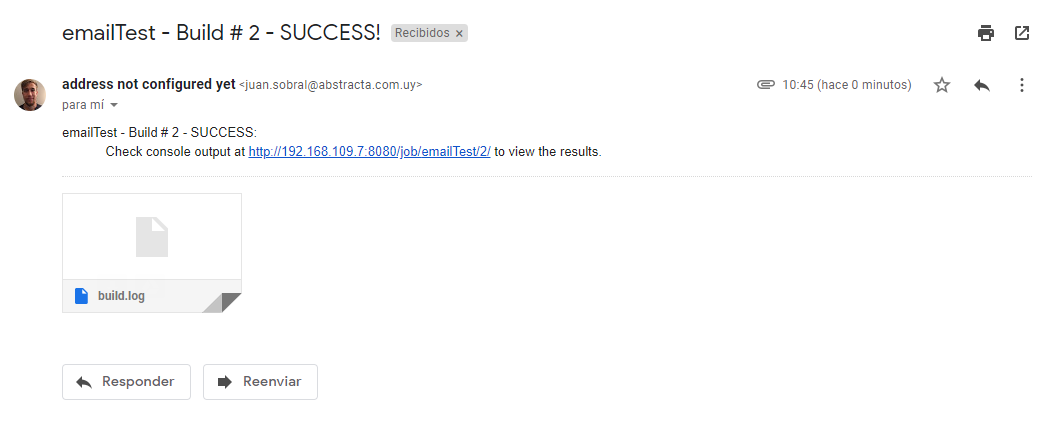 emailTest - Build # 2 - SUCCESS! Recibidos ×
address not configured yet <juan.sobral@abstracta.com.uy> 10:45 (hace 0 minutos)
para mí
emailTest - Build # 2 - SUCCESS:
Check console output at http://192.168.109.7:8080/job/emailTest/2/ to view the results.
build.log
Responder Reenviar